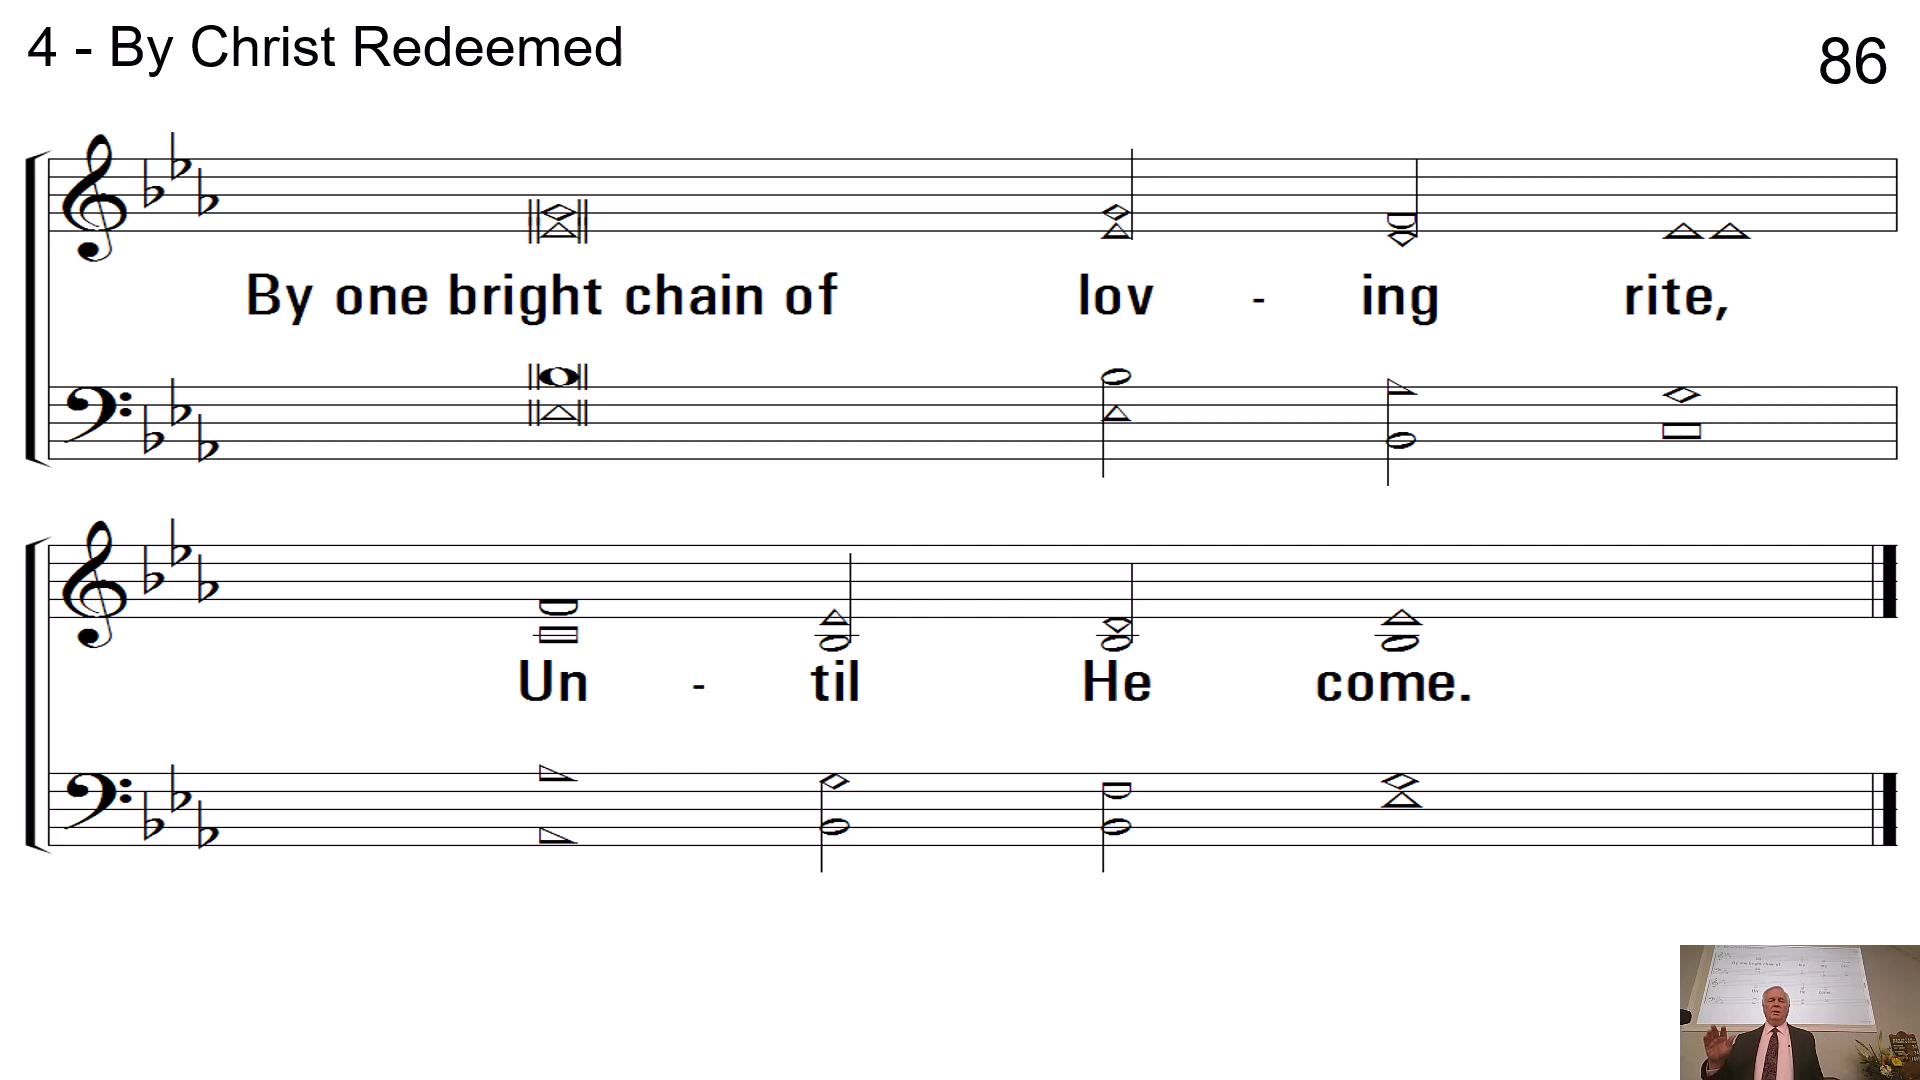 4 - By Christ Redeemed
86
By one bright chain of lov - ing rite,
Un - til He come.